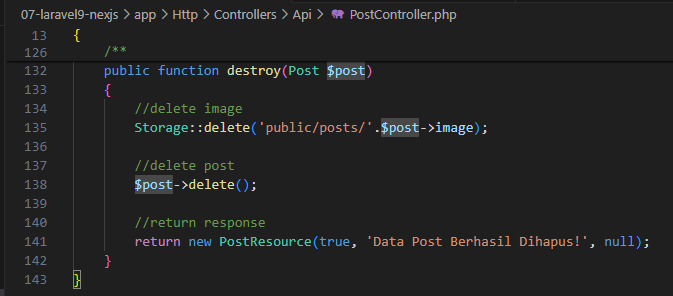 07-laravel9-nexjs > app > Http > Controllers > Api > PostController.php
13 {
126 /**
132 public function destroy(Post $post)
133 {
134 //delete image
135 Storage::delete('public/posts/'.$post->image);
136
137 //delete post
138 $post->delete();
139
140 //return response
141 return new PostResource(true, 'Data Post Berhasil Dihapus!', null);
142 }
143 }